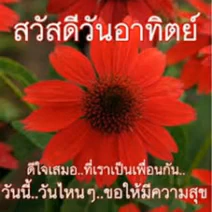 สวัสดีวันอาทิตย์
ดีใจเสมอ..ที่เราเป็นเพื่อนกัน..
วันนี้..วันไหนๆ..ขอให้มีความสุข